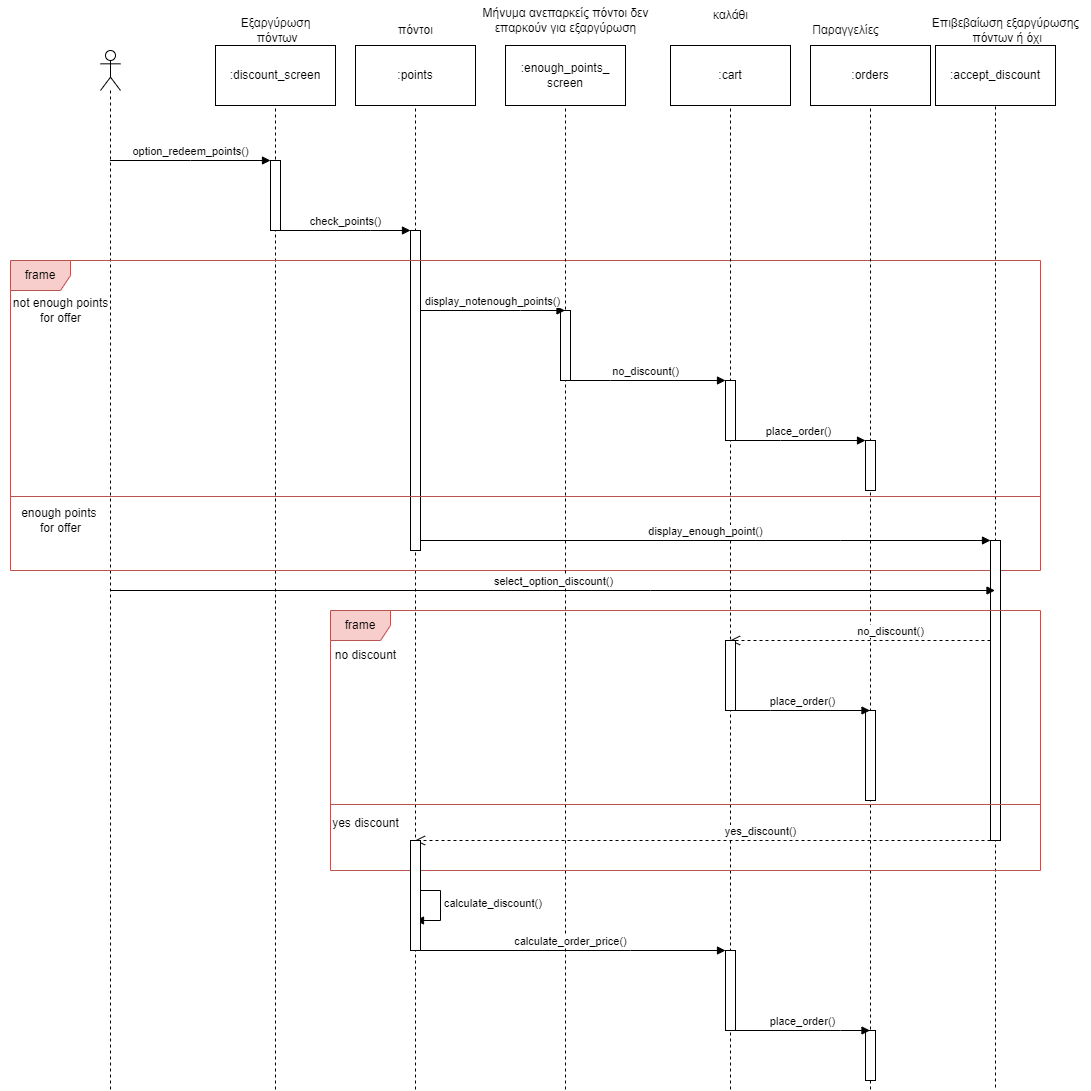 Εξαργύρωση
πόντων
πόντοι
Μήνυμα ανεπαρκείς πόντοι δεν
επαρκούν για εξαργύρωση
καλάθι
Παραγγελίες
Επιβεβαίωση εξαργύρωσης
πόντων ή όχι
:discount_screen
:points
:enough_points_
screen
:cart
:orders
:accept_discount
option_redeem_points()
check_points()
frame
not enough points
for offer
display_notenough_points()
no_discount()
place_order()
enough points
for offer
display_enough_point()
select_option_discount()
frame
no_discount()
no discount
place_order()
yes discount
yes_discount()
calculate_discount()
calculate_order_price()
place_order()